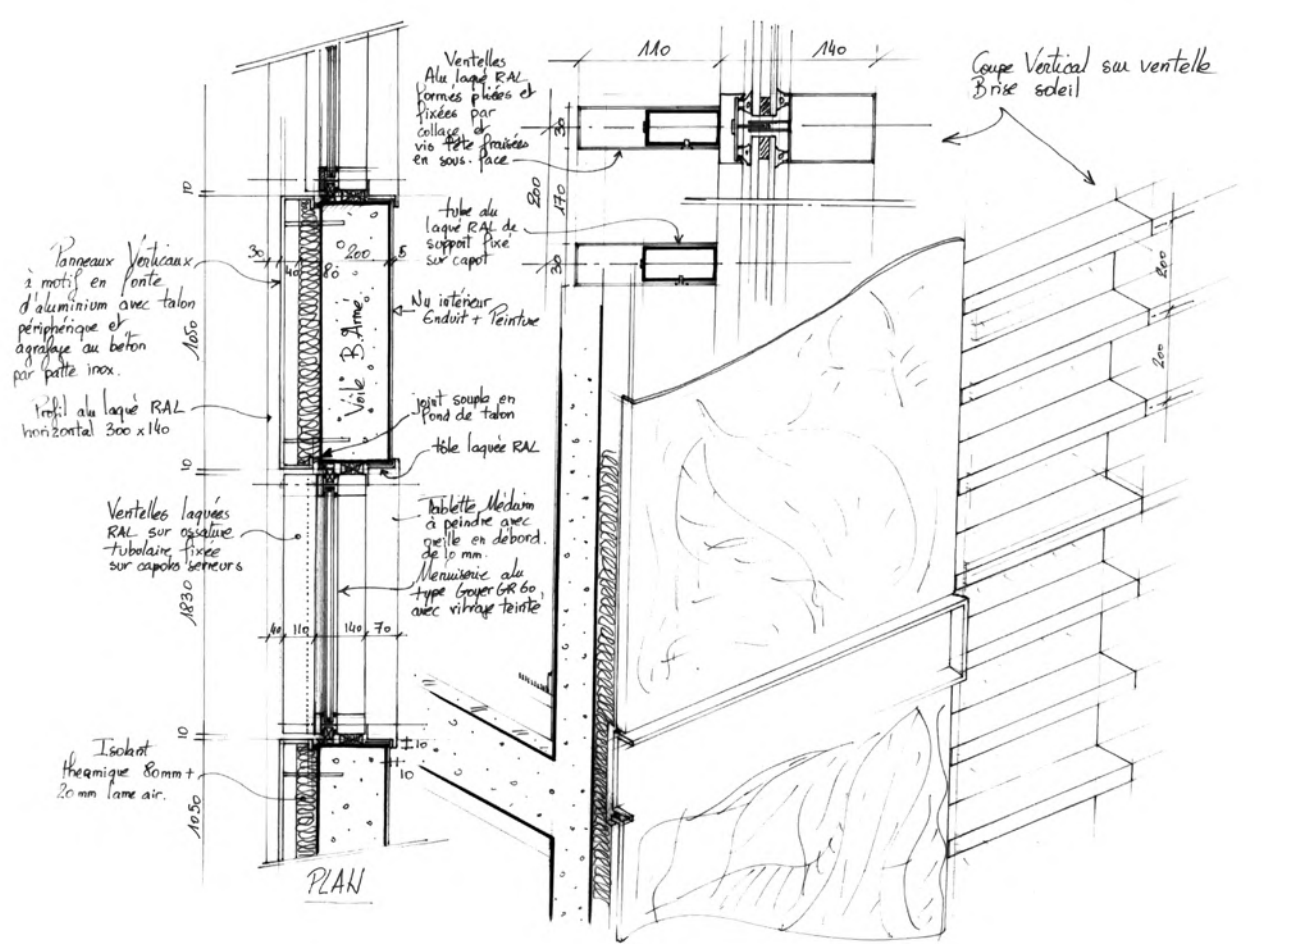 Ventelles
Alu laqué RAL
formés pliées et
fixées par
collage et
vis tête fraisées
en sous-face
110
140
30
200
170
30
Coupe Vertical sur ventelle
Brise soleil
tube alu
laqué RAL de
support fixé
sur capot
Panneaux Verticaux
à motif en fonte
d'aluminium avec talon
périphérique et
agrafage au béton
par patte inox.
Profil alu laqué RAL
horizontal 300 x 140
10
30
40
80
200
5
1050
Voile B. Armé.
Nu intérieur
Enduit + Peinture
joint souple en
fond de talon
tôle laquée RAL
10
Ventelles laquées
RAL sur ossature
tubulaire fixée
sur capots serreurs
Tablette Médium
à peindre avec
oreille en débord.
de 10 mm.
Menuiserie alu
type Goyer GR 60
avec vitrage teinté
1830
40
110
140
70
10
Isolant
thermique 80mm +
20mm lame air.
10
10
1050
PLAN
200
200